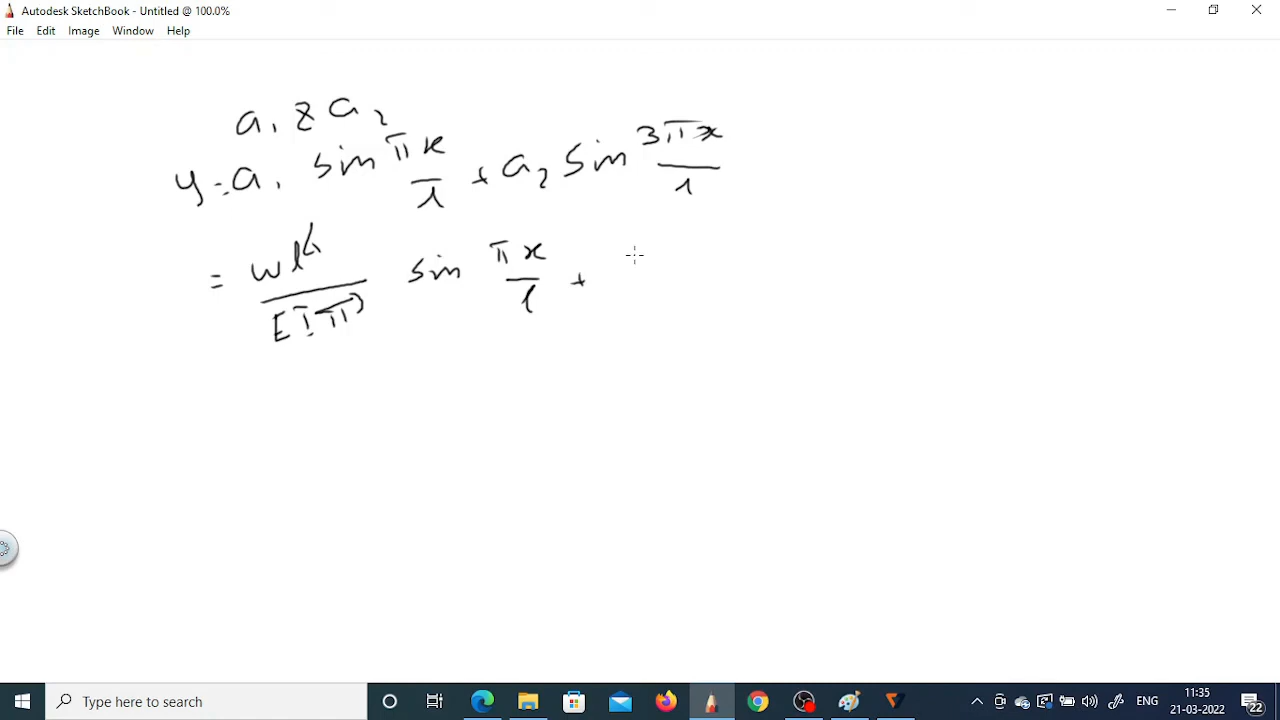 Autodesk SketchBook - Untitled @ 100.0%
File Edit Image Window Help
a₁ & a₂
y = a₁ sin πx/l + a₂ sin 3πx/l
= wl⁴/EIπ⁵ sin πx/l +
Type here to search
ENG
11:35
21-03-2022
22